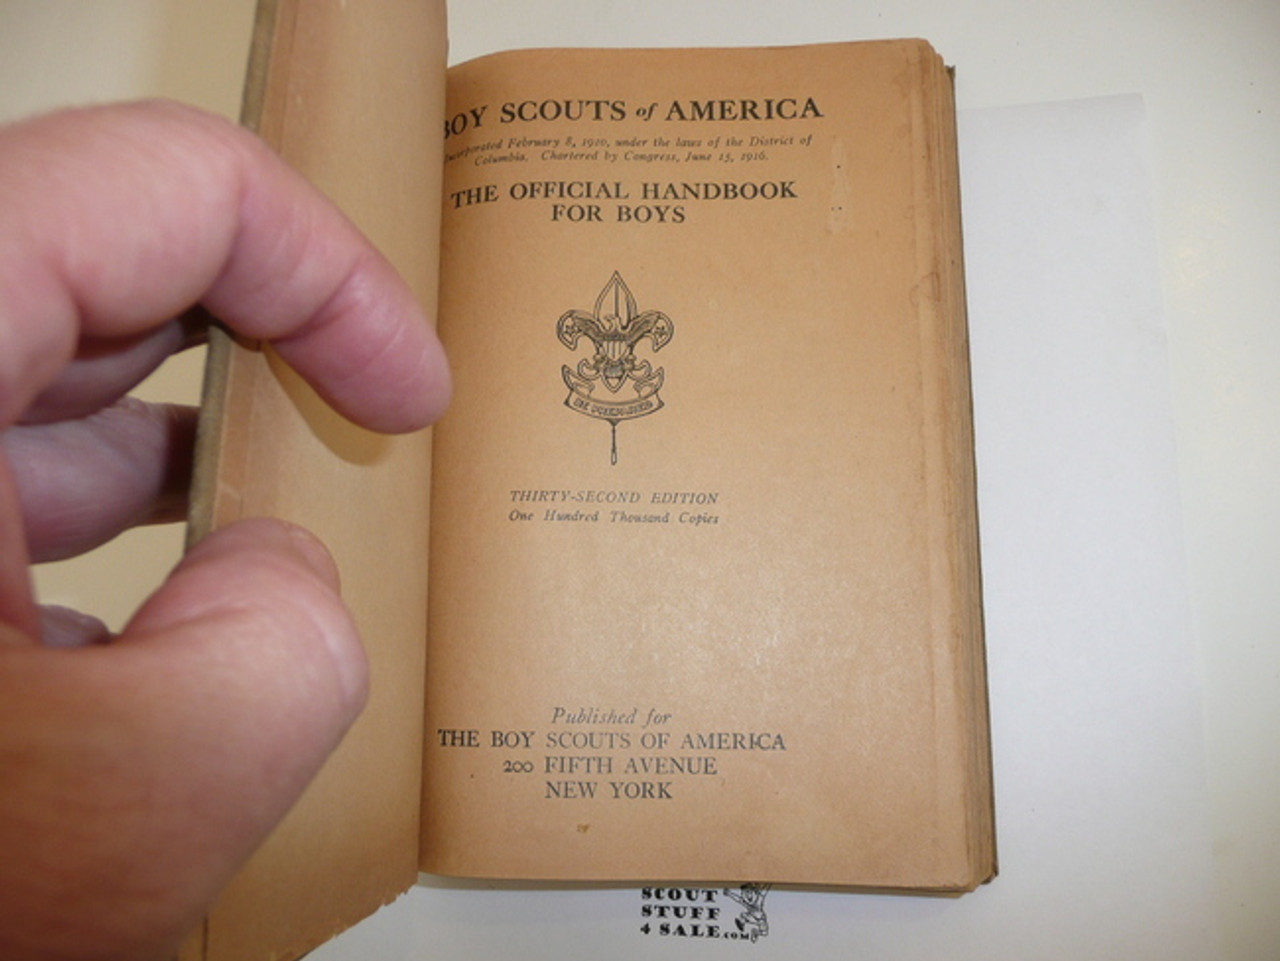 BOY SCOUTS of AMERICA
Incorporated February 8, 1910, under the laws of the District of
Columbia. Chartered by Congress, June 15, 1916.
THE OFFICIAL HANDBOOK
FOR BOYS
BE PREPARED
THIRTY-SECOND EDITION
One Hundred Thousand Copies
Published for
THE BOY SCOUTS OF AMERICA
200 FIFTH AVENUE
NEW YORK
SCOUT
STUFF
4 SALE.COM